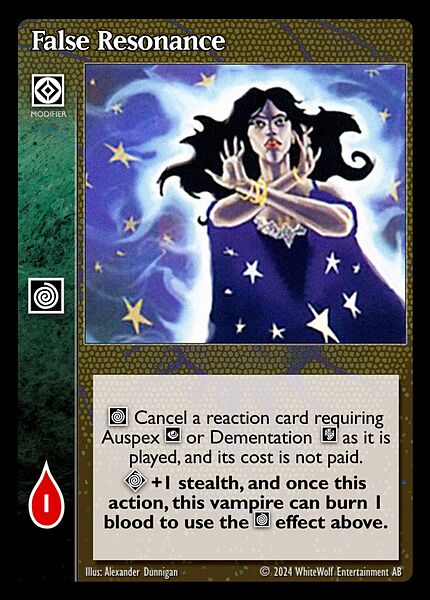 False Resonance
MODIFIER
Cancel a reaction card requiring
Auspex or Dementation as it is
played, and its cost is not paid.
+1 stealth, and once this
action, this vampire can burn 1
blood to use the effect above.
1
Illus: Alexander Dunnigan © 2024 WhiteWolf Entertainment AB